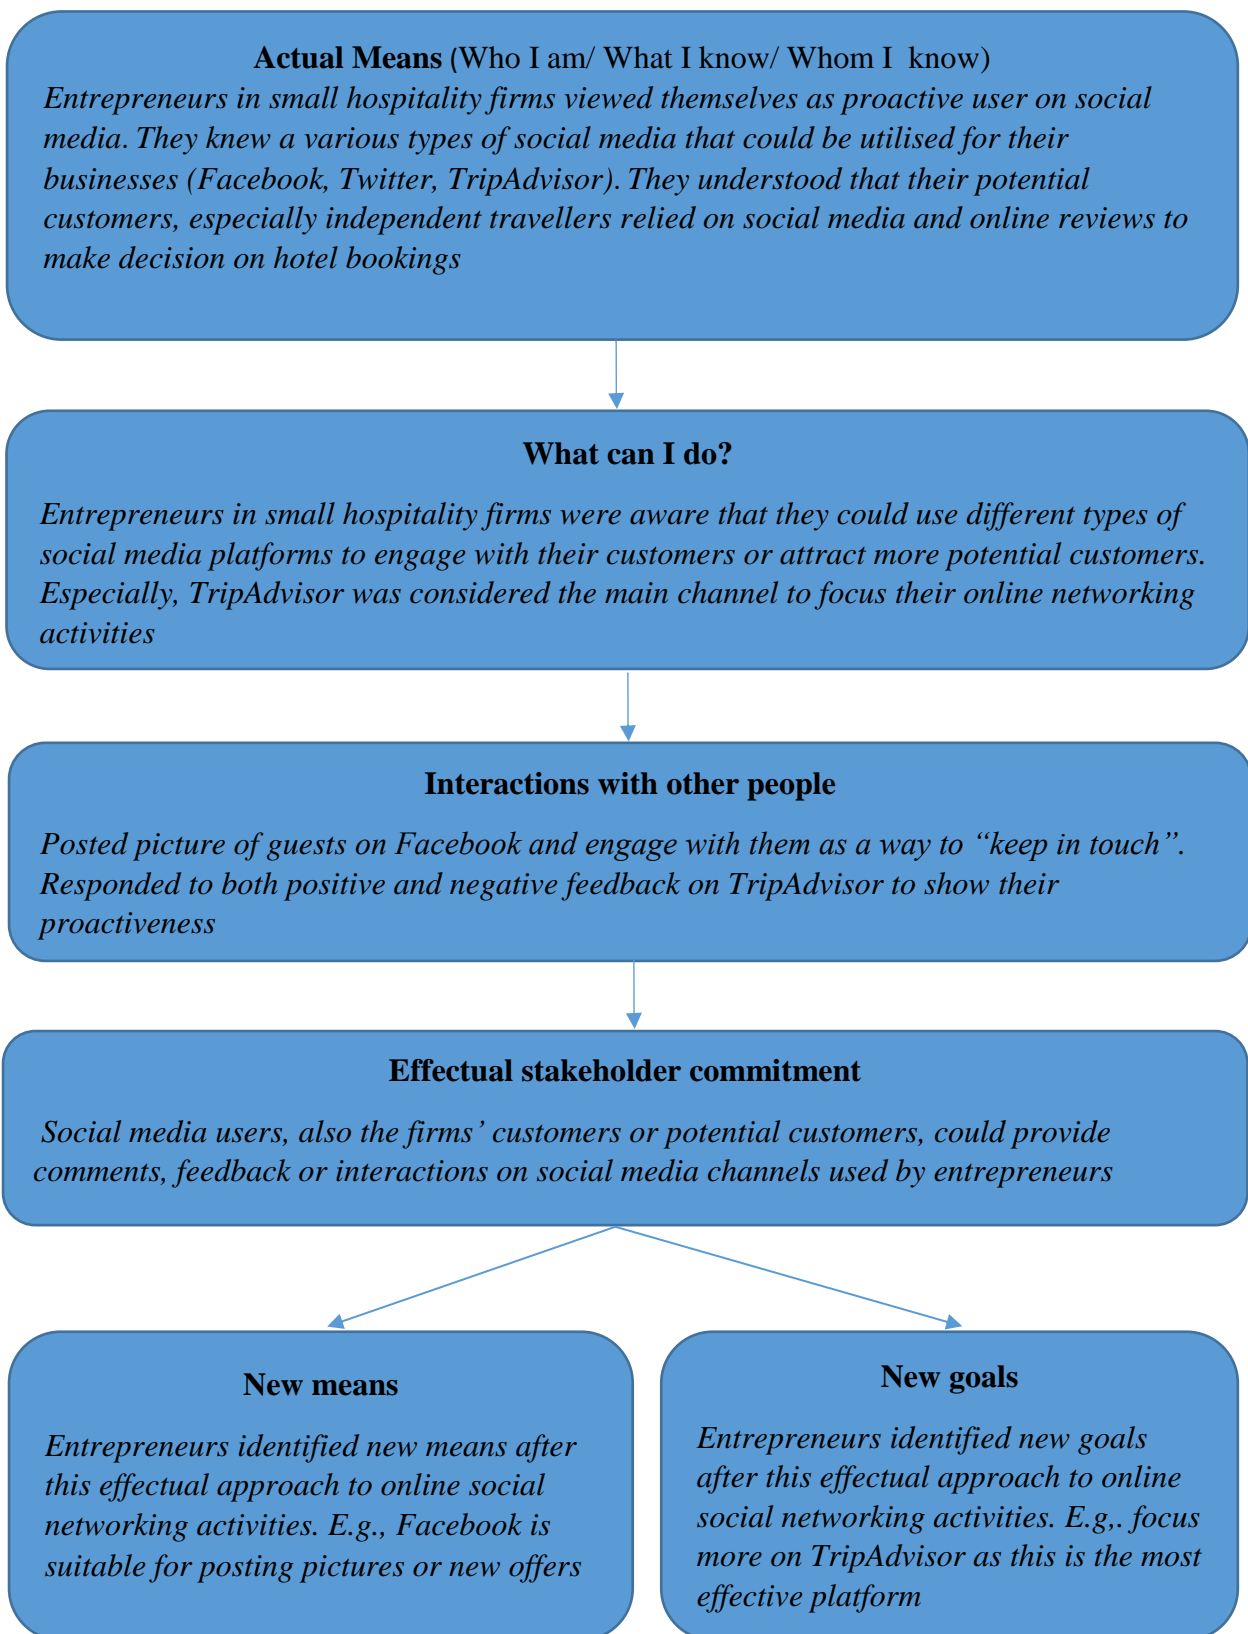 Actual Means (Who I am/ What I know/ Whom I know)
Entrepreneurs in small hospitality firms viewed themselves as proactive user on social
media. They knew a various types of social media that could be utilised for their
businesses (Facebook, Twitter, TripAdvisor). They understood that their potential
customers, especially independent travellers relied on social media and online reviews to
make decision on hotel bookings
What can I do?
Entrepreneurs in small hospitality firms were aware that they could use different types of
social media platforms to engage with their customers or attract more potential customers.
Especially, TripAdvisor was considered the main channel to focus their online networking
activities
Interactions with other people
Posted picture of guests on Facebook and engage with them as a way to “keep in touch”.
Responded to both positive and negative feedback on TripAdvisor to show their
proactiveness
Effectual stakeholder commitment
Social media users, also the firms’ customers or potential customers, could provide
comments, feedback or interactions on social media channels used by entrepreneurs
New means
Entrepreneurs identified new means after
this effectual approach to online social
networking activities. E.g., Facebook is
suitable for posting pictures or new offers
New goals
Entrepreneurs identified new goals
after this effectual approach to online
social networking activities. E.g,. focus
more on TripAdvisor as this is the most
effective platform